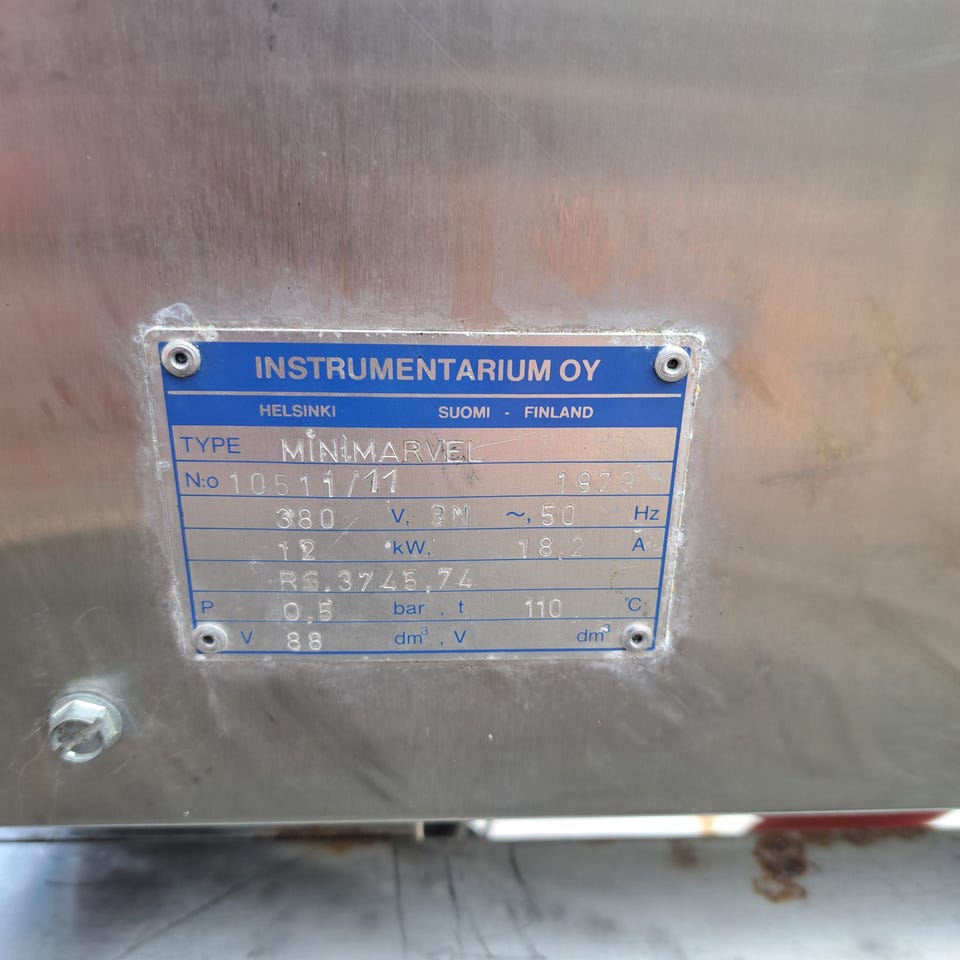 INSTRUMENTARIUM OY
HELSINKI SUOMI - FINLAND
TYPE MINIMARVEL
N:o 10511/11 1979
380 V, 3N ~, 50 Hz
12 kW, 18,2 A
RS.3745.74
P 0,5 bar , t 110 °C
V 88 dm³ , V dm³